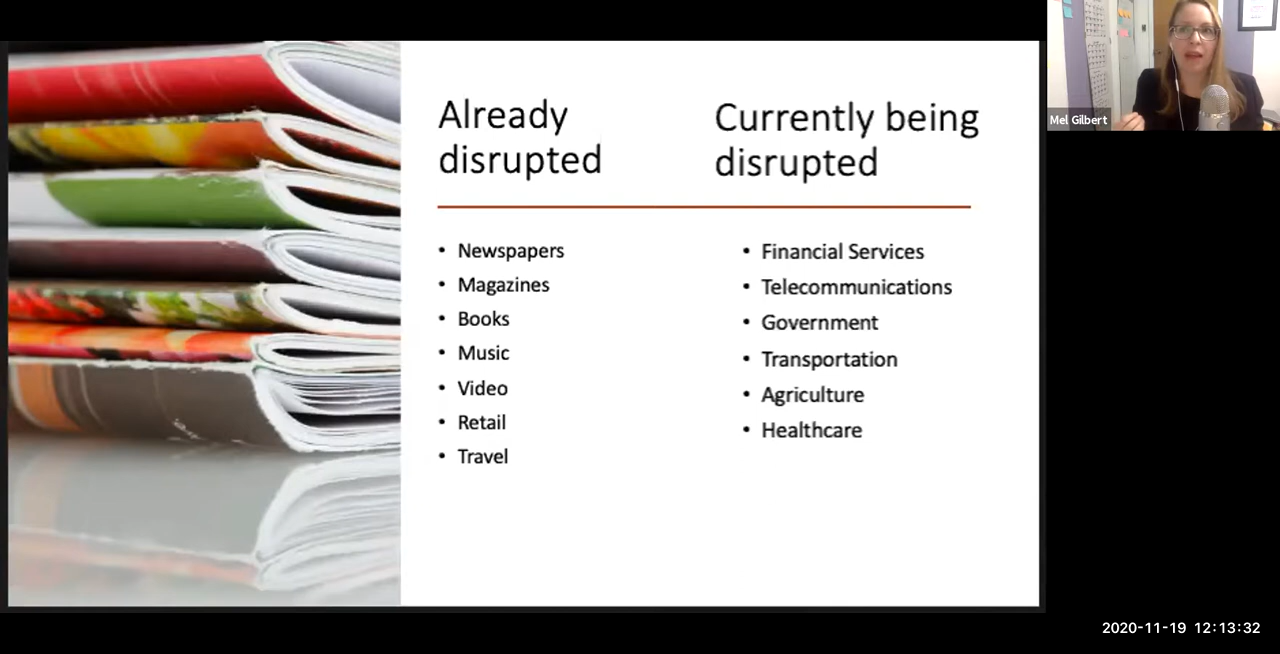 Already
disrupted
Currently being
disrupted
• Newspapers
• Magazines
• Books
• Music
• Video
• Retail
• Travel
• Financial Services
• Telecommunications
• Government
• Transportation
• Agriculture
• Healthcare
Mel Gilbert
2020-11-19 12:13:32